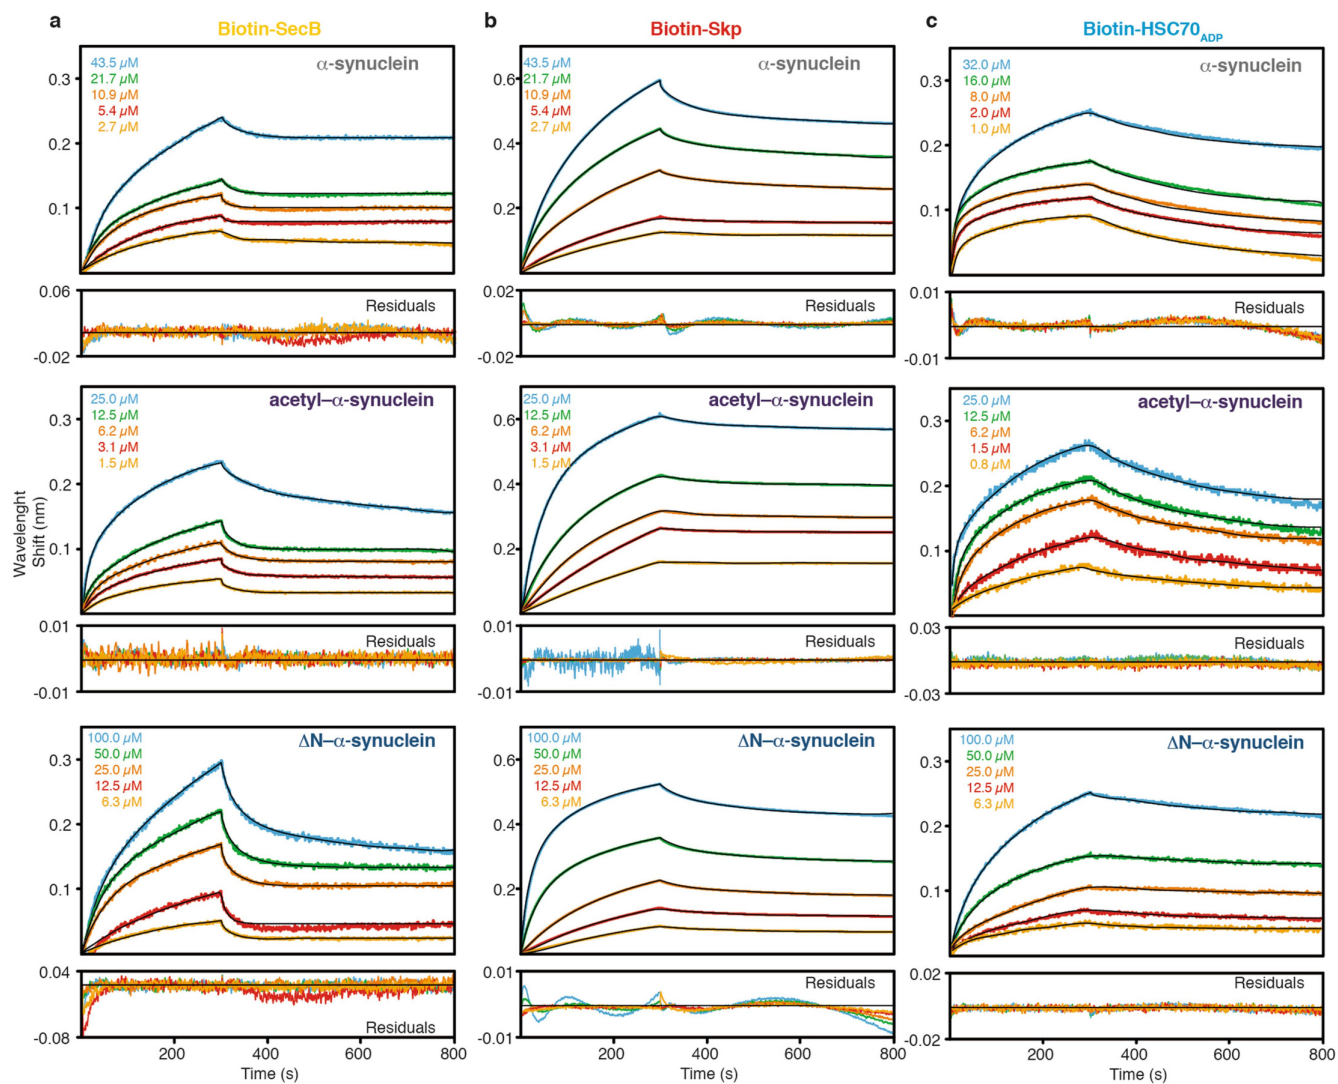 a
Biotin-SecB
b
Biotin-Skp
c
Biotin-HSC70ADP
0.3
0.2
0.1
43.5 µM
21.7 µM
10.9 µM
5.4 µM
2.7 µM
α-synuclein
0.6
0.4
0.2
43.5 µM
21.7 µM
10.9 µM
5.4 µM
2.7 µM
α-synuclein
0.3
0.2
0.1
32.0 µM
16.0 µM
8.0 µM
2.0 µM
1.0 µM
α-synuclein
0.06
-0.02
Residuals
0.02
-0.02
Residuals
0.01
-0.01
Residuals
Wavelenght
Shift (nm)
0.3
0.2
0.1
25.0 µM
12.5 µM
6.2 µM
3.1 µM
1.5 µM
acetyl–α-synuclein
0.6
0.4
0.2
25.0 µM
12.5 µM
6.2 µM
3.1 µM
1.5 µM
acetyl–α-synuclein
0.3
0.2
0.1
25.0 µM
12.5 µM
6.2 µM
1.5 µM
0.8 µM
acetyl–α-synuclein
0.01
-0.01
Residuals
0.01
-0.01
Residuals
0.03
-0.03
Residuals
0.3
0.2
0.1
100.0 µM
50.0 µM
25.0 µM
12.5 µM
6.3 µM
ΔN–α-synuclein
0.6
0.4
0.2
100.0 µM
50.0 µM
25.0 µM
12.5 µM
6.3 µM
ΔN–α-synuclein
0.3
0.2
0.1
100.0 µM
50.0 µM
25.0 µM
12.5 µM
6.3 µM
ΔN–α-synuclein
0.04
-0.08
Residuals
0.01
-0.01
Residuals
0.02
-0.02
Residuals
200 400 600 800
Time (s)
200 400 600 800
Time (s)
200 400 600 800
Time (s)